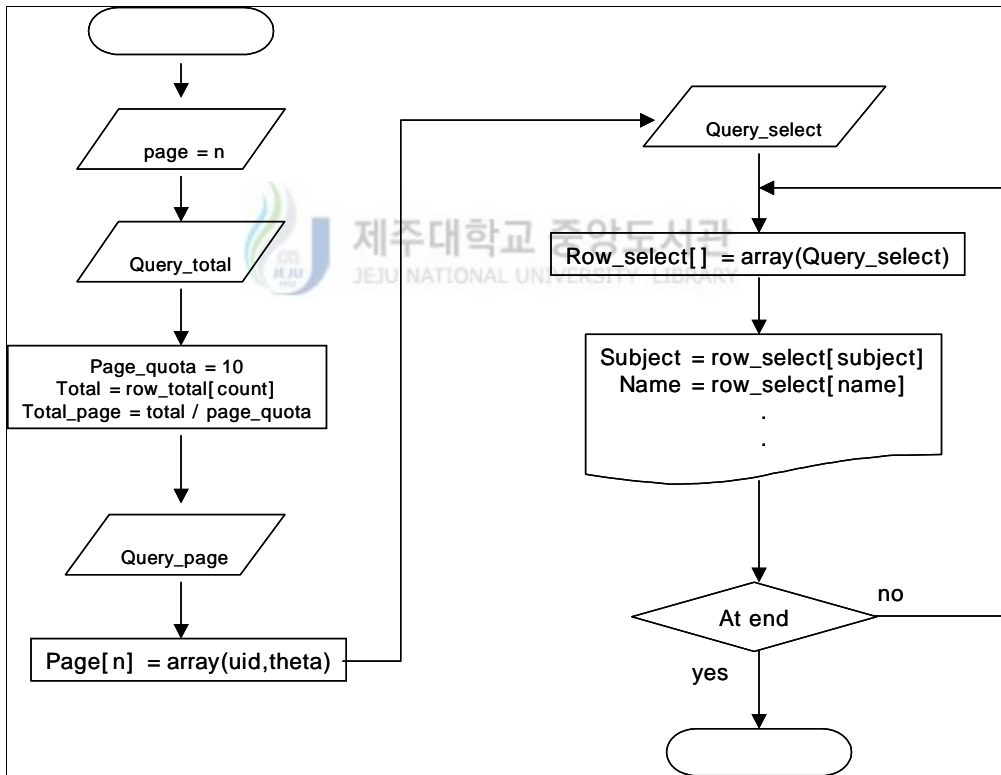 page = n
Query_total
Page_quota = 10
Total = row_total[count]
Total_page = total / page_quota
Query_page
Page[n] = array(uid,theta)
Query_select
Row_select[] = array(Query_select)
Subject = row_select[subject]
Name = row_select[name]
.
.
At end
no
yes
제주대학교 중앙도서관
JEJU NATIONAL UNIVERSITY LIBRARY
JEJU
1952